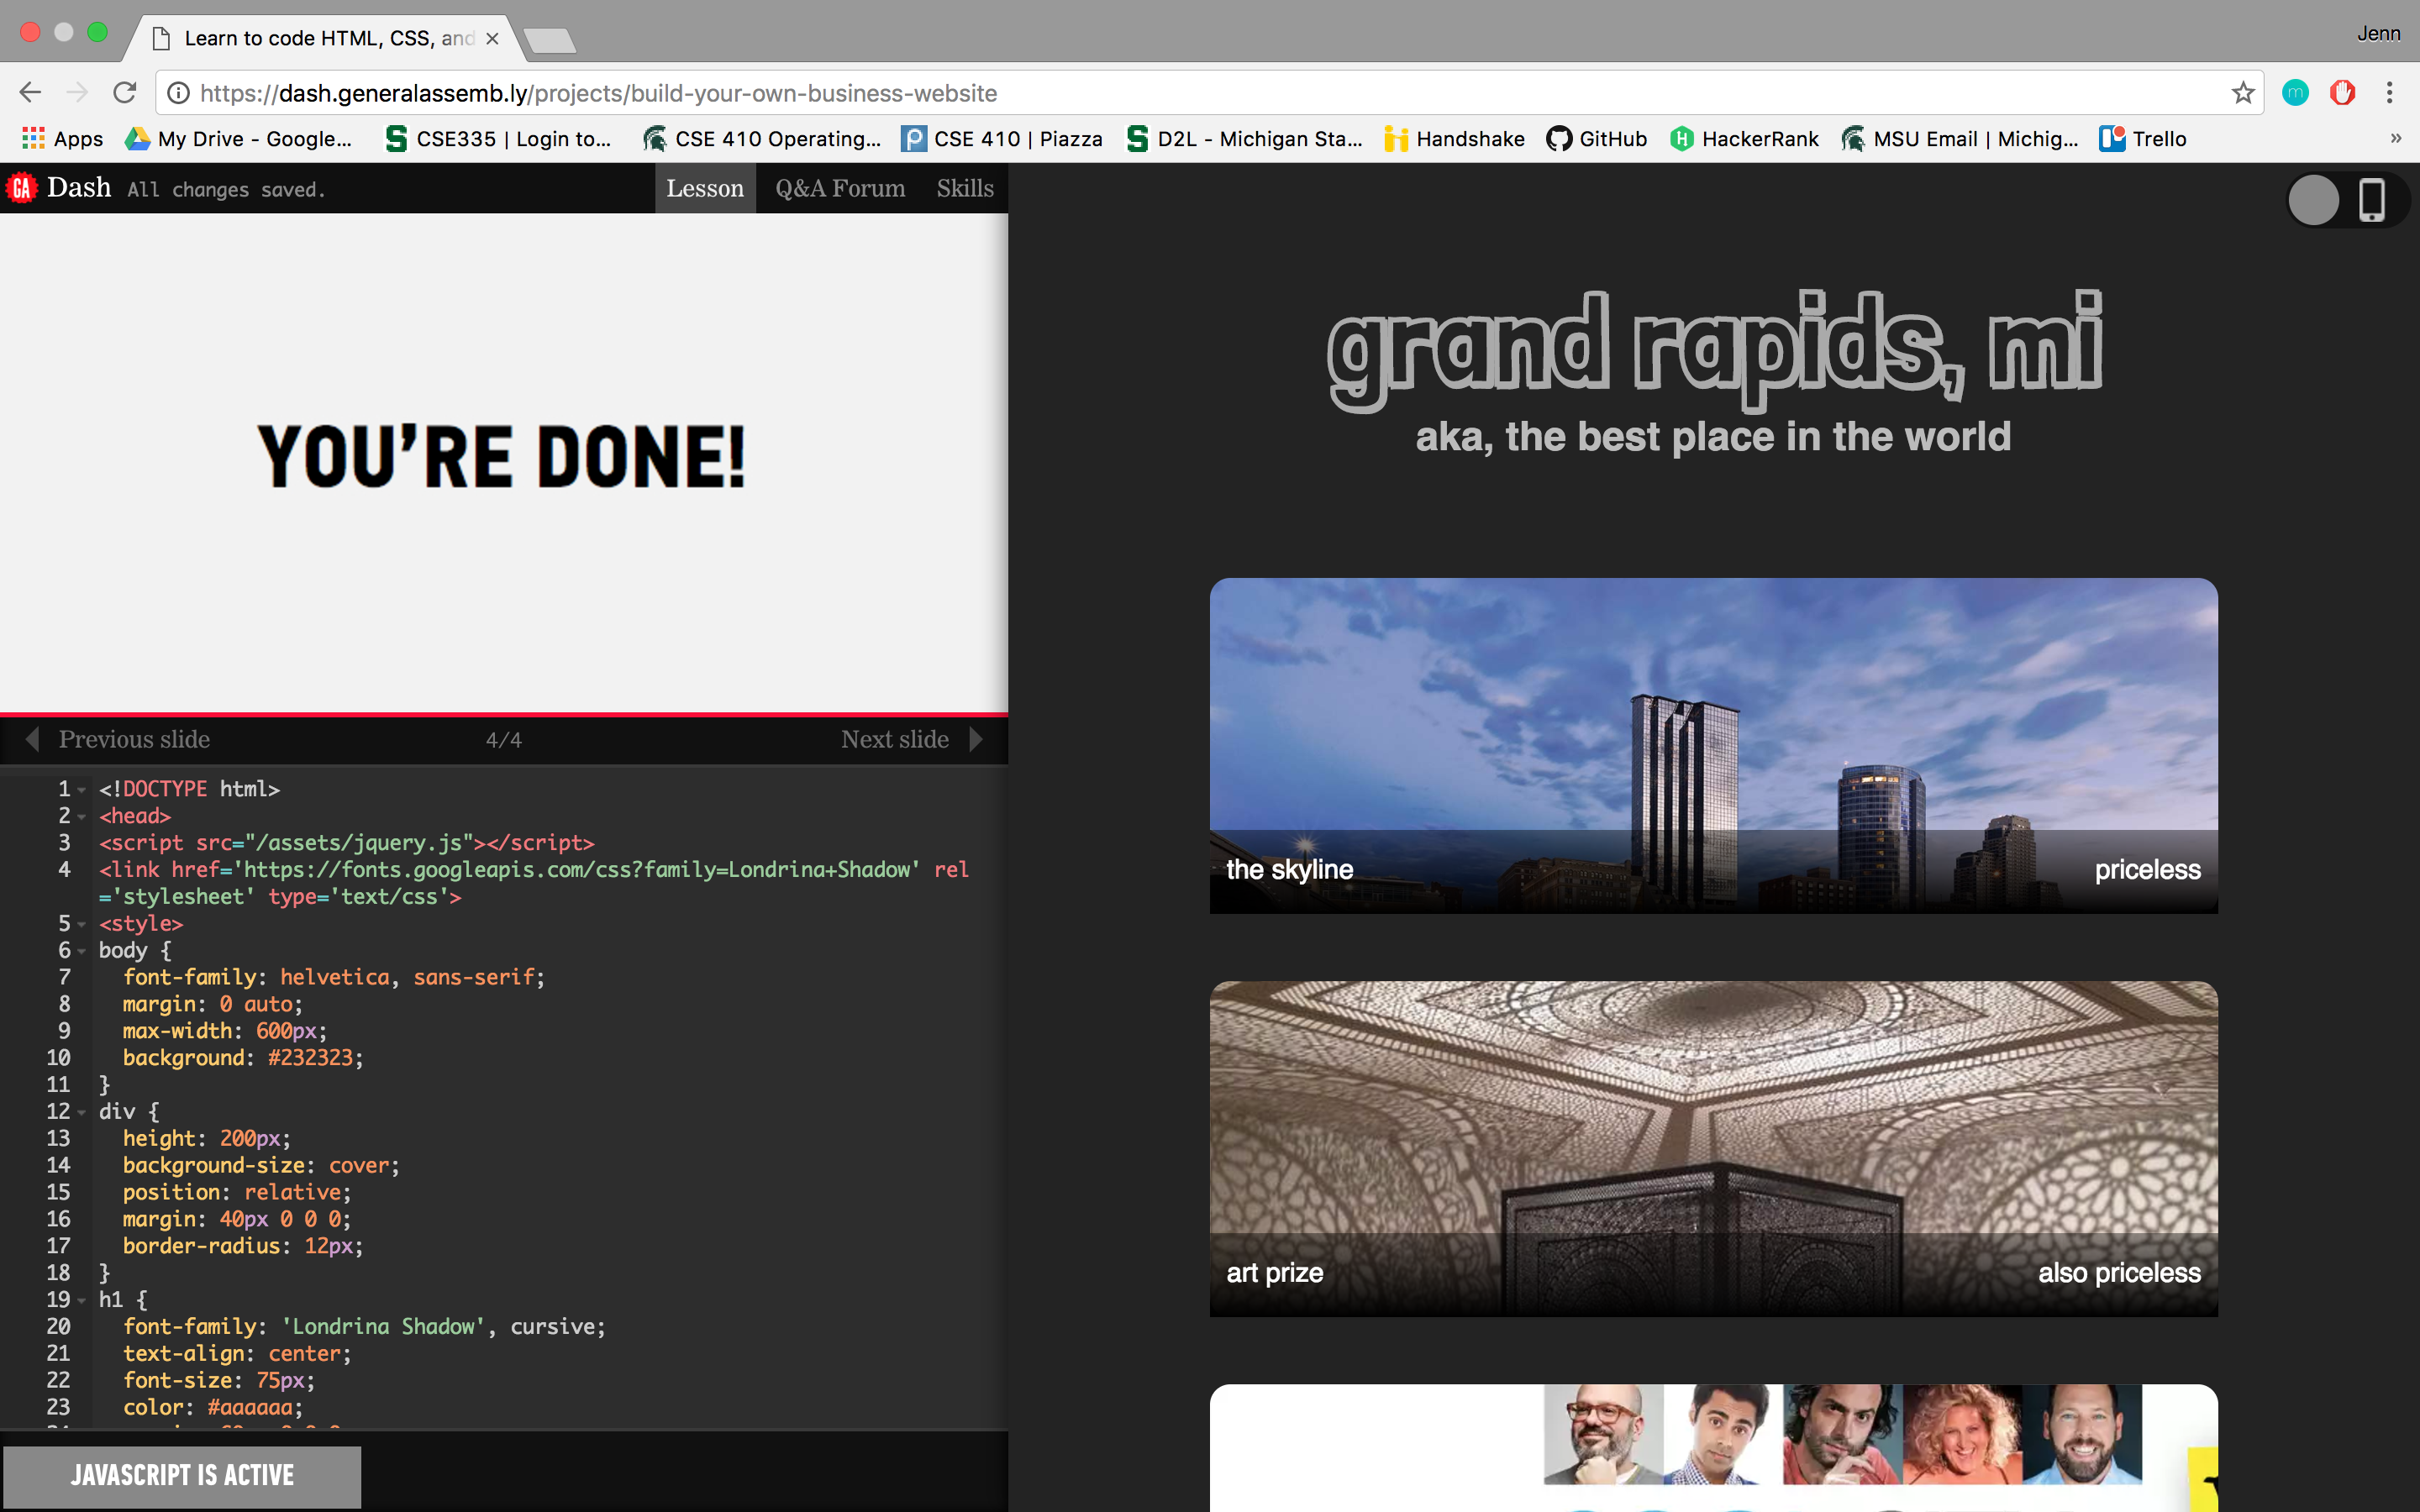 Learn to code HTML, CSS, and
Jenn
https://dash.generalassemb.ly/projects/build-your-own-business-website
m
Apps
My Drive - Google...
S CSE335 | Login to...
CSE 410 Operating...
P CSE 410 | Piazza
S D2L - Michigan Sta...
Handshake
GitHub
H HackerRank
MSU Email | Michig...
Trello
»
GA Dash All changes saved.
Lesson Q&A Forum Skills
YOU'RE DONE!
Previous slide 4/4 Next slide
1 <!DOCTYPE html>
2 <head>
3 <script src="/assets/jquery.js"></script>
4 <link href='https://fonts.googleapis.com/css?family=Londrina+Shadow' rel
='stylesheet' type='text/css'>
5 <style>
6 body {
7 font-family: helvetica, sans-serif;
8 margin: 0 auto;
9 max-width: 600px;
10 background: #232323;
11 }
12 div {
13 height: 200px;
14 background-size: cover;
15 position: relative;
16 margin: 40px 0 0 0;
17 border-radius: 12px;
18 }
19 h1 {
20 font-family: 'Londrina Shadow', cursive;
21 text-align: center;
22 font-size: 75px;
23 color: #aaaaaa;
JAVASCRIPT IS ACTIVE
grand rapids, mi
aka, the best place in the world
the skyline priceless
art prize also priceless